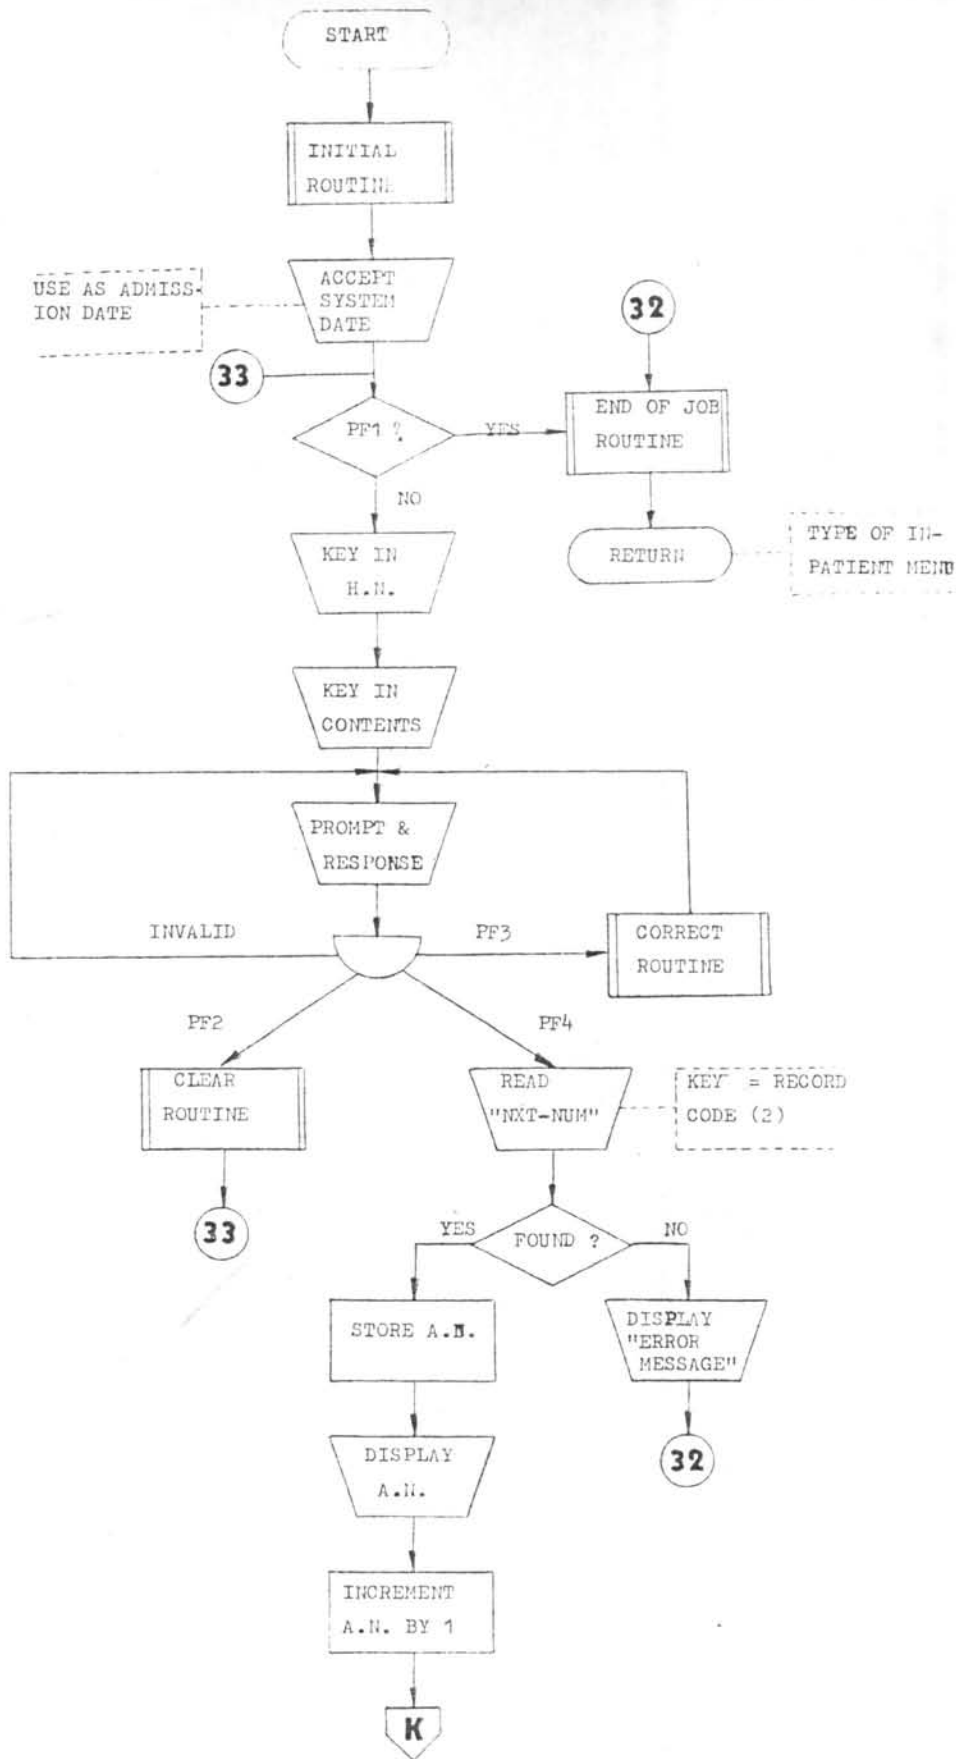 START
INITIAL
ROUTINE
ACCEPT
SYSTEM
DATE
USE AS ADMISS-
ION DATE
32
33
PF1 ?
YES
END OF JOB
ROUTINE
NO
KEY IN
H.N.
RETURN
TYPE OF IN-
PATIENT MENU
KEY IN
CONTENTS
PROMPT &
RESPONSE
INVALID
PF3
CORRECT
ROUTINE
PF2
PF4
CLEAR
ROUTINE
READ
"NXT-NUM"
KEY = RECORD
CODE (2)
33
YES
FOUND ?
NO
STORE A.N.
DISPLAY
"ERROR
MESSAGE"
DISPLAY
A.N.
32
INCREMENT
A.N. BY 1
K